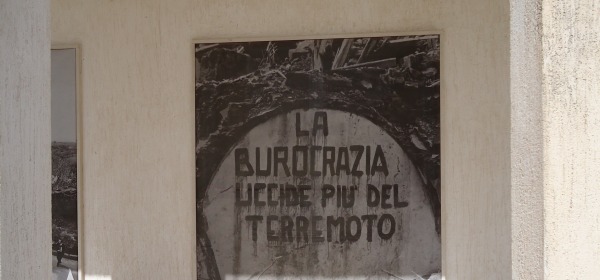 LA
BUROCRAZIA
UCCIDE PIU' DEL
TERREMOTO